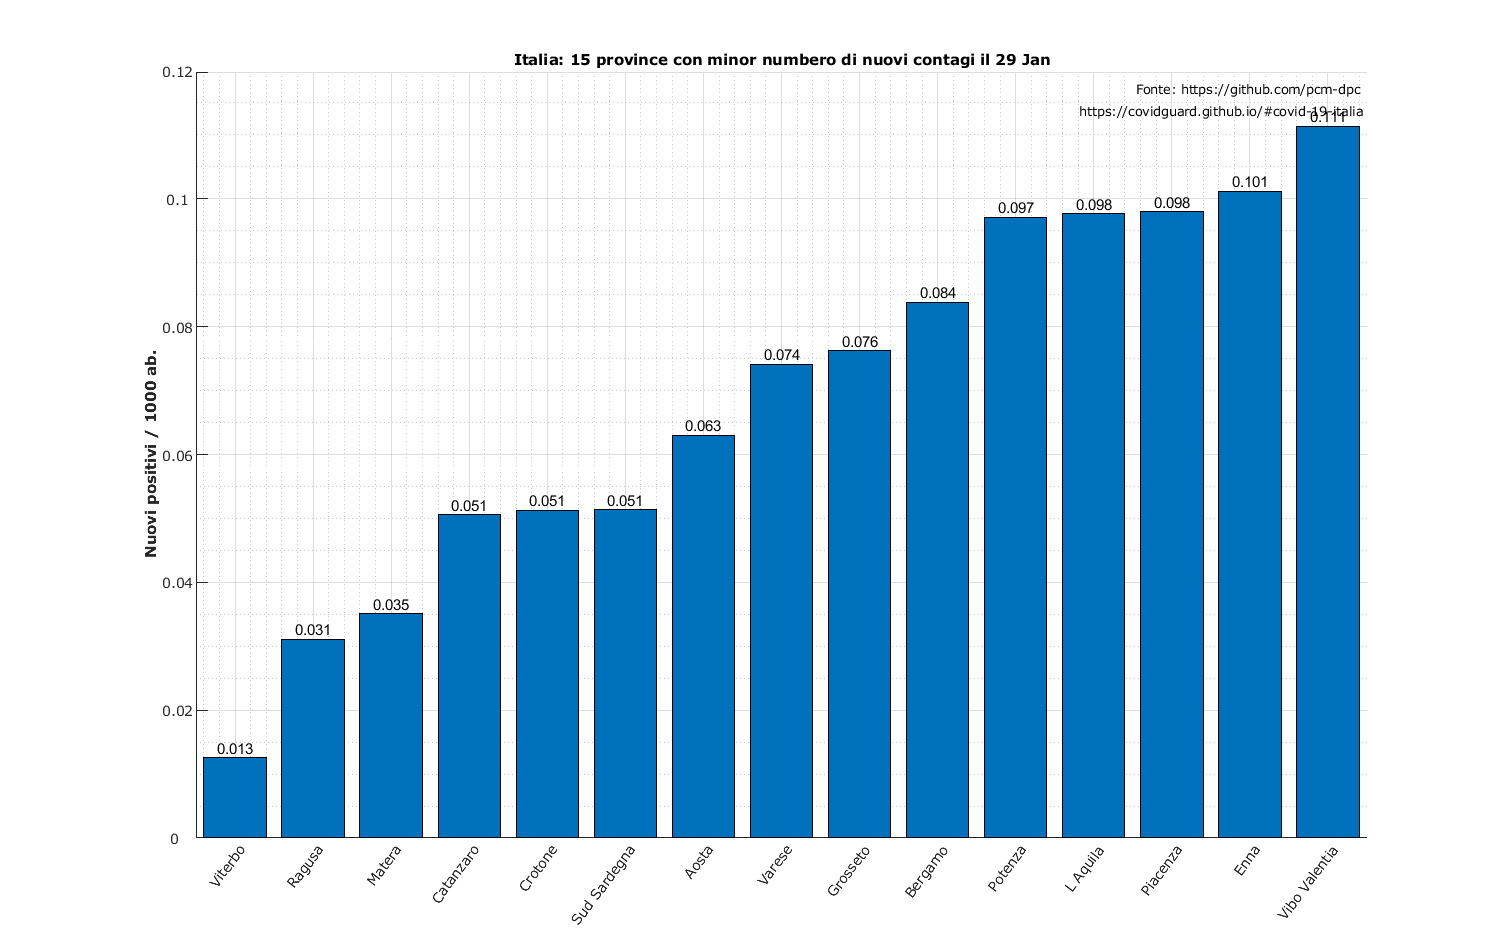 Italia: 15 province con minor numbero di nuovi contagi il 29 Jan
Fonte: https://github.com/pcm-dpc
https://covidguard.github.io/#covid-19-italia
Nuovi positivi / 1000 ab.
0.12
0.1
0.08
0.06
0.04
0.02
0
0.013
0.031
0.035
0.051
0.051
0.051
0.063
0.074
0.076
0.084
0.097
0.098
0.098
0.101
0.111
Viterbo
Ragusa
Matera
Catanzaro
Crotone
Sud Sardegna
Aosta
Varese
Grosseto
Bergamo
Potenza
L Aquila
Piacenza
Enna
Vibo Valentia